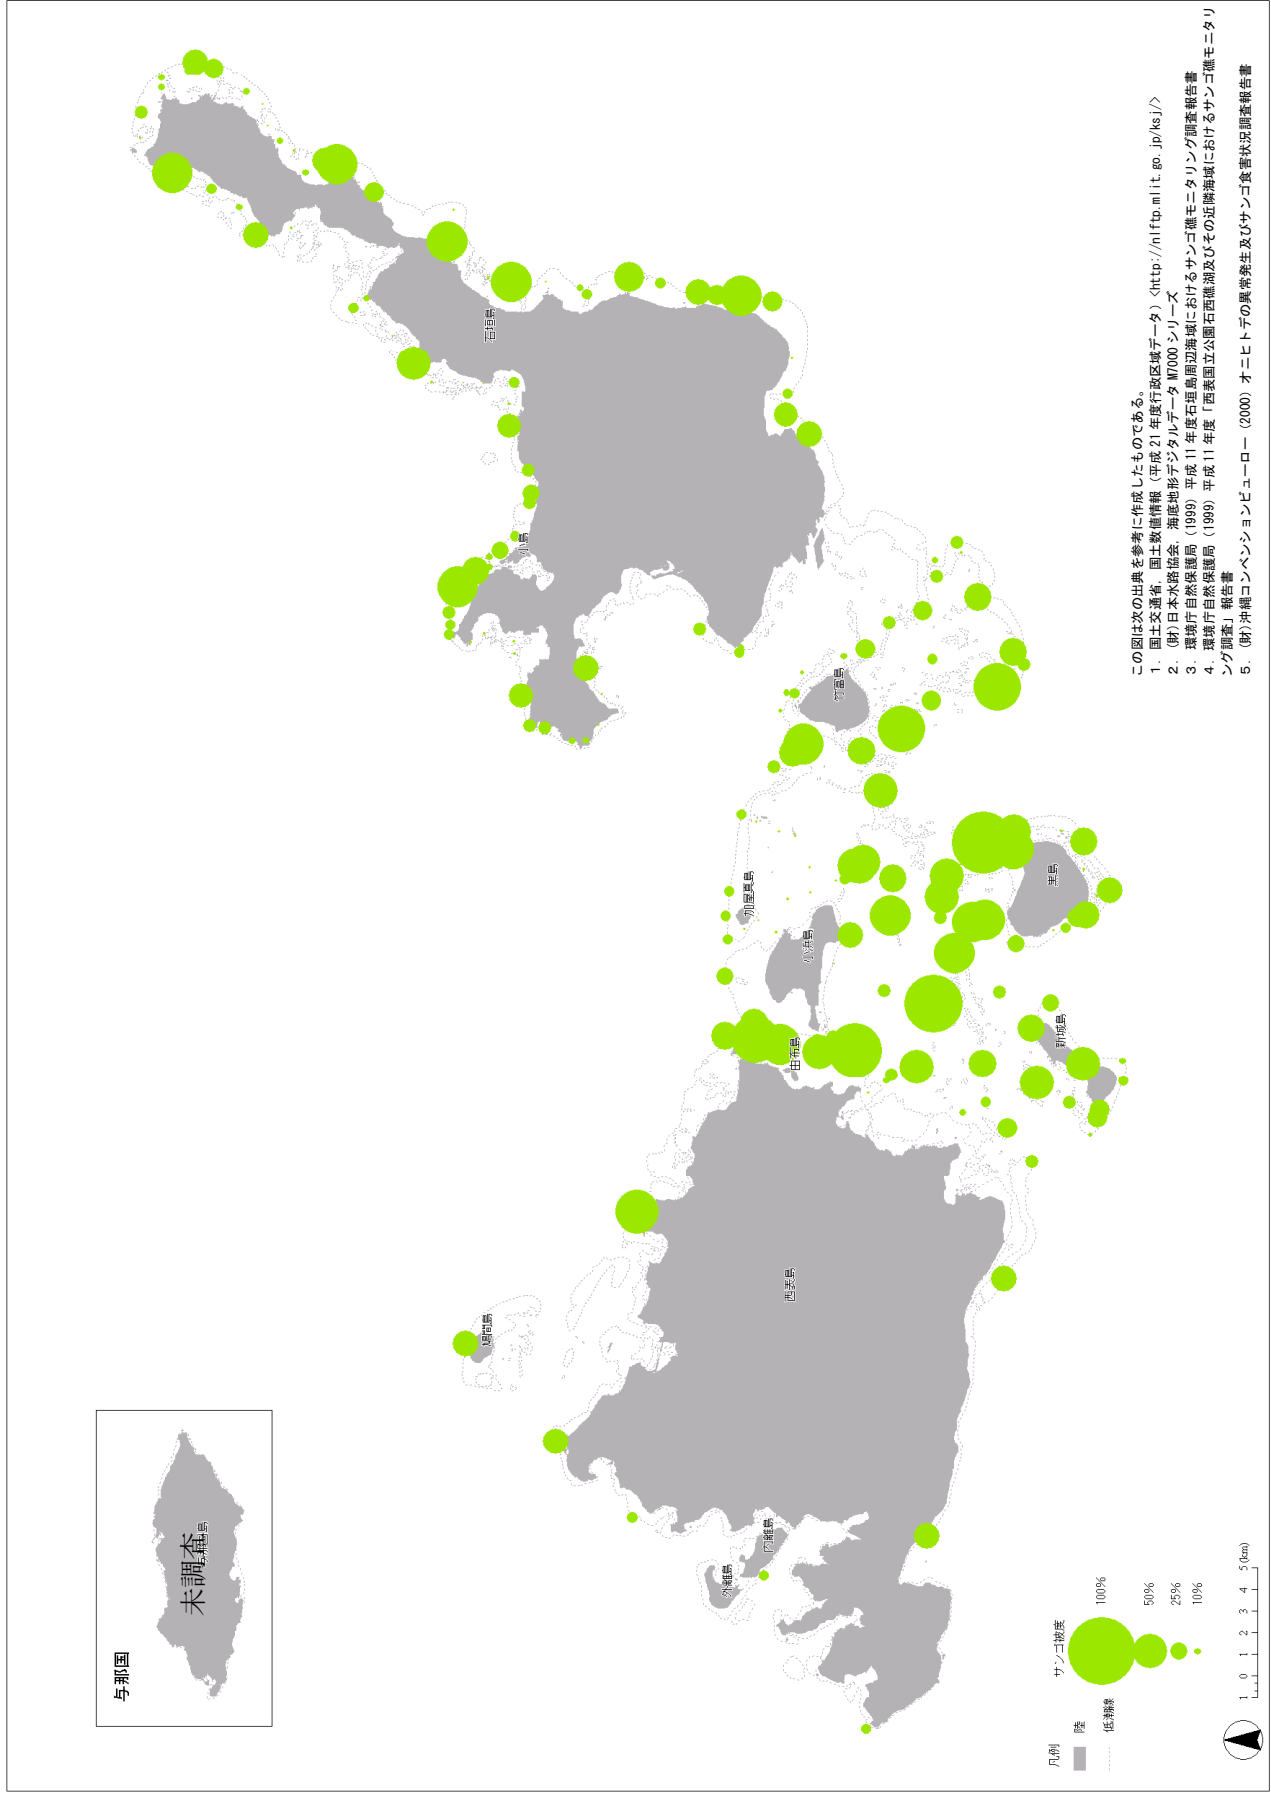 与那国
与那国島
未調査
石垣島
小島
竹富島
加屋真島
小浜島
黒島
由布島
新城島
西表島
鳩間島
外離島
内離島
この図は次の出典を参考に作成したものである。
1. 国土交通省, 国土数値情報（平成 21 年度行政区域データ）<http://nlftp.mlit.go.jp/ksj/>
2. (財)日本水路協会, 海底地形デジタルデータ M7000 シリーズ
3. 環境庁自然保護局 (1999) 平成 11 年度石垣島周辺海域におけるサンゴ礁モニタリング調査報告書
4. 環境庁自然保護局 (1999) 平成 11 年度「西表国立公園石西礁湖及びその近隣海域におけるサンゴ礁モニタリ
ング調査」報告書
5. (財)沖縄コンベンションビューロー (2000) オニヒトデの異常発生及びサンゴ食害状況調査報告書
凡例
陸
低潮線
サンゴ被度
100%
50%
25%
10%
1 0 1 2 3 4 5 (km)